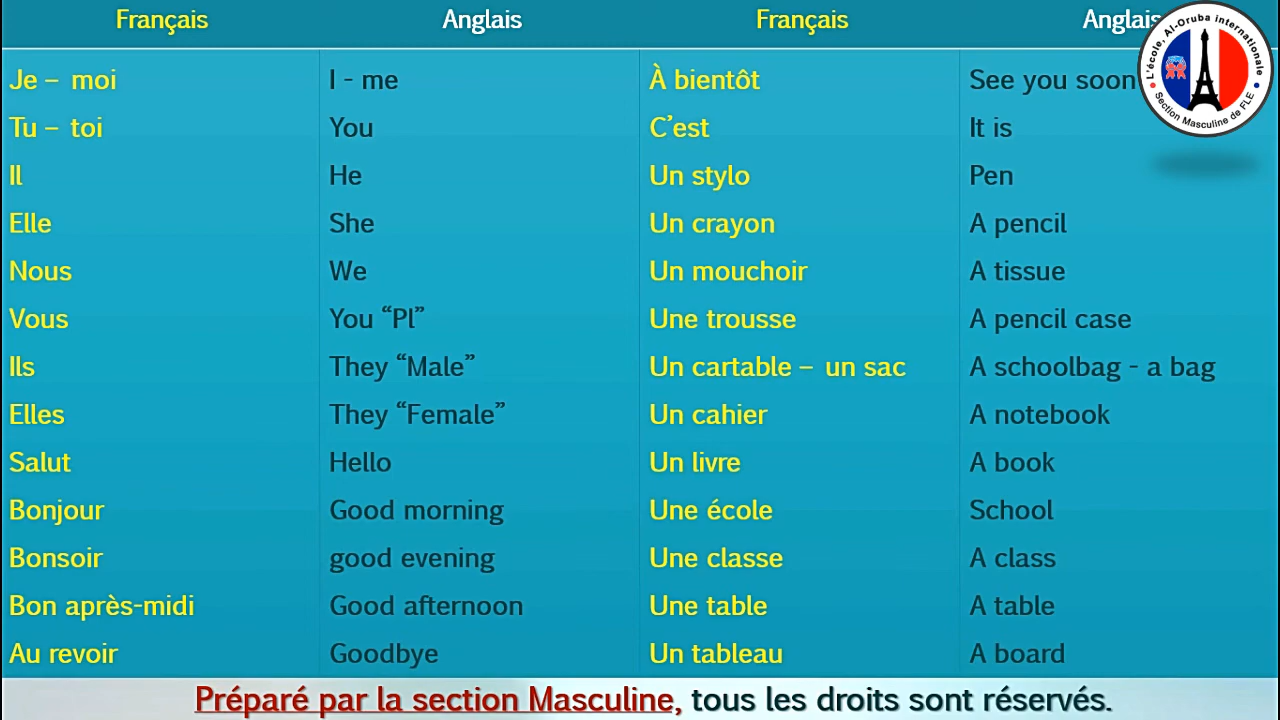 Français Anglais Français Anglais
Je – moi I - me À bientôt See you soon
Tu – toi You C’est It is
Il He Un stylo Pen
Elle She Un crayon A pencil
Nous We Un mouchoir A tissue
Vous You “Pl” Une trousse A pencil case
Ils They “Male” Un cartable – un sac A schoolbag - a bag
Elles They “Female” Un cahier A notebook
Salut Hello Un livre A book
Bonjour Good morning Une école School
Bonsoir good evening Une classe A class
Bon après-midi Good afternoon Une table A table
Au revoir Goodbye Un tableau A board
Préparé par la section Masculine, tous les droits sont réservés.
L'école, Al-Oruba internationale
Section Masculine de FLE